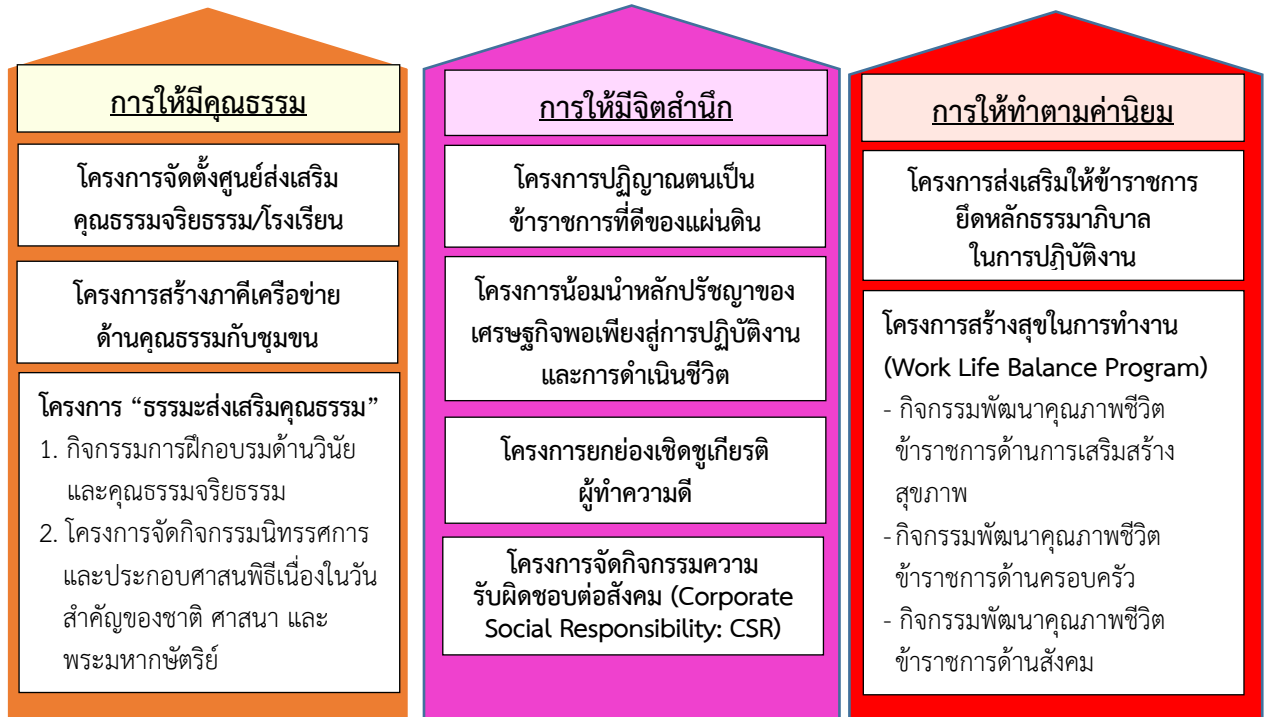 การให้มีคุณธรรม
โครงการจัดตั้งศูนย์ส่งเสริม
คุณธรรมจริยธรรม/โรงเรียน
โครงการสร้างภาคีเครือข่าย
ด้านคุณธรรมกับชุมขน
โครงการ “ธรรมะส่งเสริมคุณธรรม”
1. กิจกรรมการฝึกอบรมด้านวินัย
และคุณธรรมจริยธรรม
2. โครงการจัดกิจกรรมนิทรรศการ
และประกอบศาสนพิธีเนื่องในวัน
สำคัญของชาติ ศาสนา และ
พระมหากษัตริย์
การให้มีจิตสำนึก
โครงการปฏิญาณตนเป็น
ข้าราชการที่ดีของแผ่นดิน
โครงการน้อมนำหลักปรัชญาของ
เศรษฐกิจพอเพียงสู่การปฏิบัติงาน
และการดำเนินชีวิต
โครงการยกย่องเชิดชูเกียรติ
ผู้ทำความดี
โครงการจัดกิจกรรมความ
รับผิดชอบต่อสังคม (Corporate
Social Responsibility: CSR)
การให้ทำตามค่านิยม
โครงการส่งเสริมให้ข้าราชการ
ยึดหลักธรรมาภิบาล
ในการปฏิบัติงาน
โครงการสร้างสุขในการทำงาน
(Work Life Balance Program)
- กิจกรรมพัฒนาคุณภาพชีวิต
ข้าราชการด้านการเสริมสร้าง
สุขภาพ
- กิจกรรมพัฒนาคุณภาพชีวิต
ข้าราชการด้านครอบครัว
- กิจกรรมพัฒนาคุณภาพชีวิต
ข้าราชการด้านสังคม